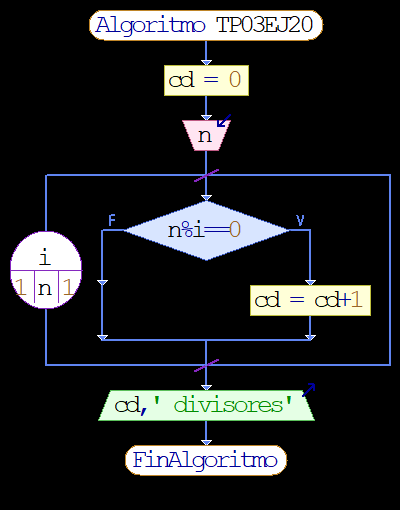 Algoritmo TP03EJ20
cd = 0
n
F
V
n%i==0
i
1 n 1
cd = cd+1
cd,' divisores'
FinAlgoritmo